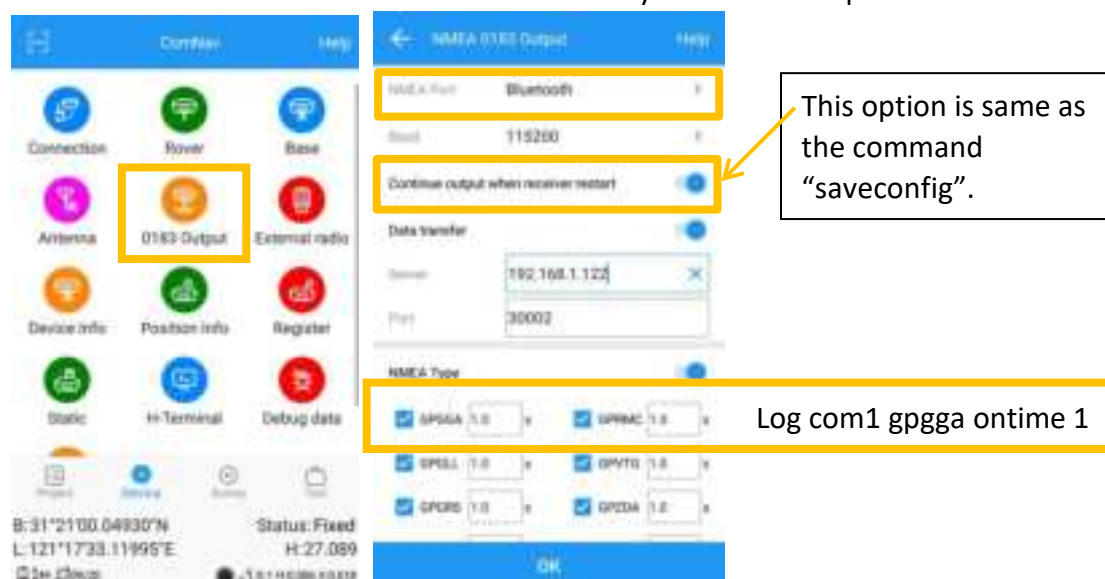 ComNav
Help
Connection
Rover
Base
Antenna
0183 Output
External radio
Device info
Position info
Register
Static
H-Terminal
Debug data
Project
Device
Survey
B:31°21'00.04930"N
Status: Fixed
L:121°17'33.11995"E
H:27.089
NMEA 0183 Output
Help
NMEA Port
Bluetooth
Baud
115200
Continue output when receiver restart
Data transfer
Server
192.168.1.122
Port
30002
NMEA Type
GPGGA 1.0 s
GPRMC 1.0 s
GPGLL 1.0 s
GPVTG 1.0 s
GPGRS 1.0 s
GPZDA 1.0 s
OK
This option is same as
the command
"saveconfig".
Log com1 gpgga ontime 1